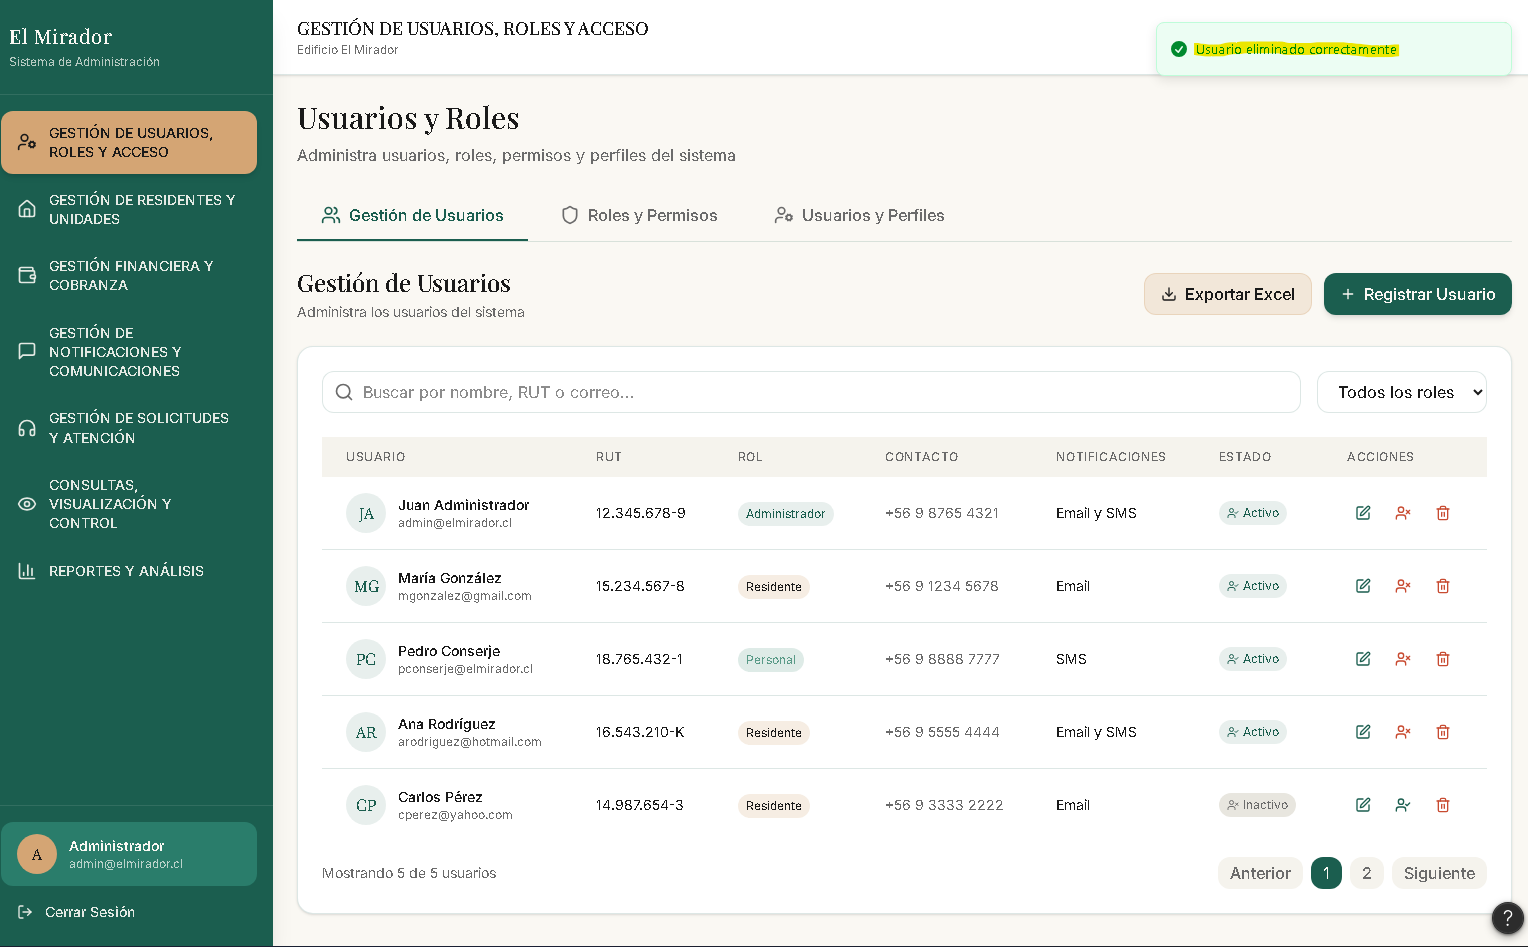 El Mirador
Sistema de Administración
GESTIÓN DE USUARIOS,
ROLES Y ACCESO
GESTIÓN DE RESIDENTES Y
UNIDADES
GESTIÓN FINANCIERA Y
COBRANZA
GESTIÓN DE
NOTIFICACIONES Y
COMUNICACIONES
GESTIÓN DE SOLICITUDES
Y ATENCIÓN
CONSULTAS,
VISUALIZACIÓN Y
CONTROL
REPORTES Y ANÁLISIS
A
Administrador
admin@elmirador.cl
Cerrar Sesión
GESTIÓN DE USUARIOS, ROLES Y ACCESO
Edificio El Mirador
Usuario eliminado correctamente
Usuarios y Roles
Administra usuarios, roles, permisos y perfiles del sistema
Gestión de Usuarios Roles y Permisos Usuarios y Perfiles
Gestión de Usuarios
Administra los usuarios del sistema
Exportar Excel + Registrar Usuario
Buscar por nombre, RUT o correo... Todos los roles
USUARIO RUT ROL CONTACTO NOTIFICACIONES ESTADO ACCIONES
JA Juan Administrador 12.345.678-9 Administrador +56 9 8765 4321 Email y SMS Activo
admin@elmirador.cl
MG María González 15.234.567-8 Residente +56 9 1234 5678 Email Activo
mgonzalez@gmail.com
PC Pedro Conserje 18.765.432-1 Personal +56 9 8888 7777 SMS Activo
pconserje@elmirador.cl
AR Ana Rodríguez 16.543.210-K Residente +56 9 5555 4444 Email y SMS Activo
arodriguez@hotmail.com
CP Carlos Pérez 14.987.654-3 Residente +56 9 3333 2222 Email Inactivo
cperez@yahoo.com
Mostrando 5 de 5 usuarios Anterior 1 2 Siguiente
?